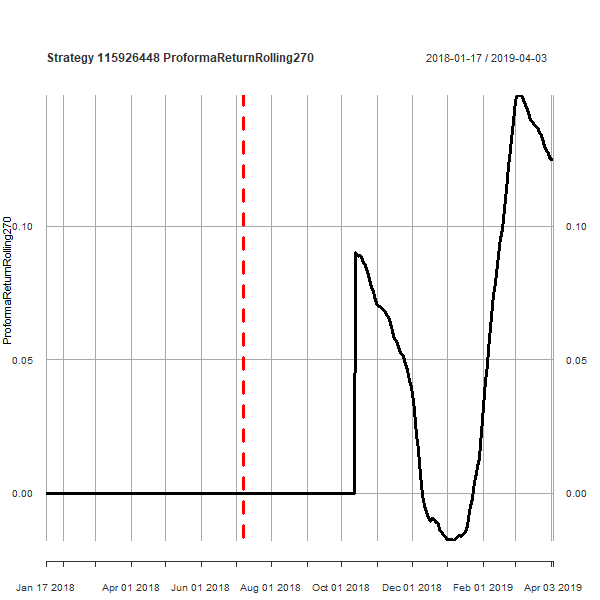 Strategy 115926448 ProformaReturnRolling270
2018-01-17 / 2019-04-03
ProformaReturnRolling270
0.10
0.10
0.05
0.05
0.00
0.00
Jan 17 2018
Apr 01 2018
Jun 01 2018
Aug 01 2018
Oct 01 2018
Dec 01 2018
Feb 01 2019
Apr 03 2019